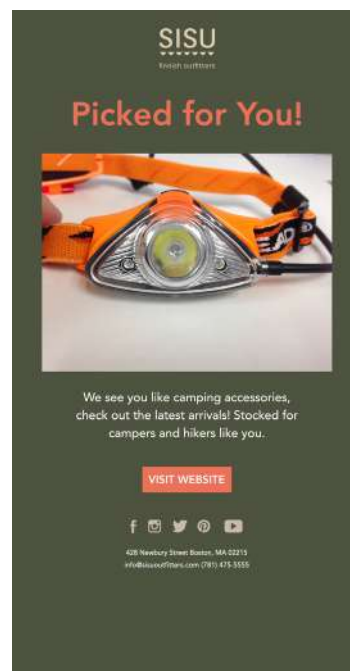 SISU
finnish outfitters
Picked for You!
We see you like camping accessories,
check out the latest arrivals! Stocked for
campers and hikers like you.
VISIT WEBSITE
428 Newbury Street Boston, MA 02215
info@sisuoutfitters.com (781) 475-5555